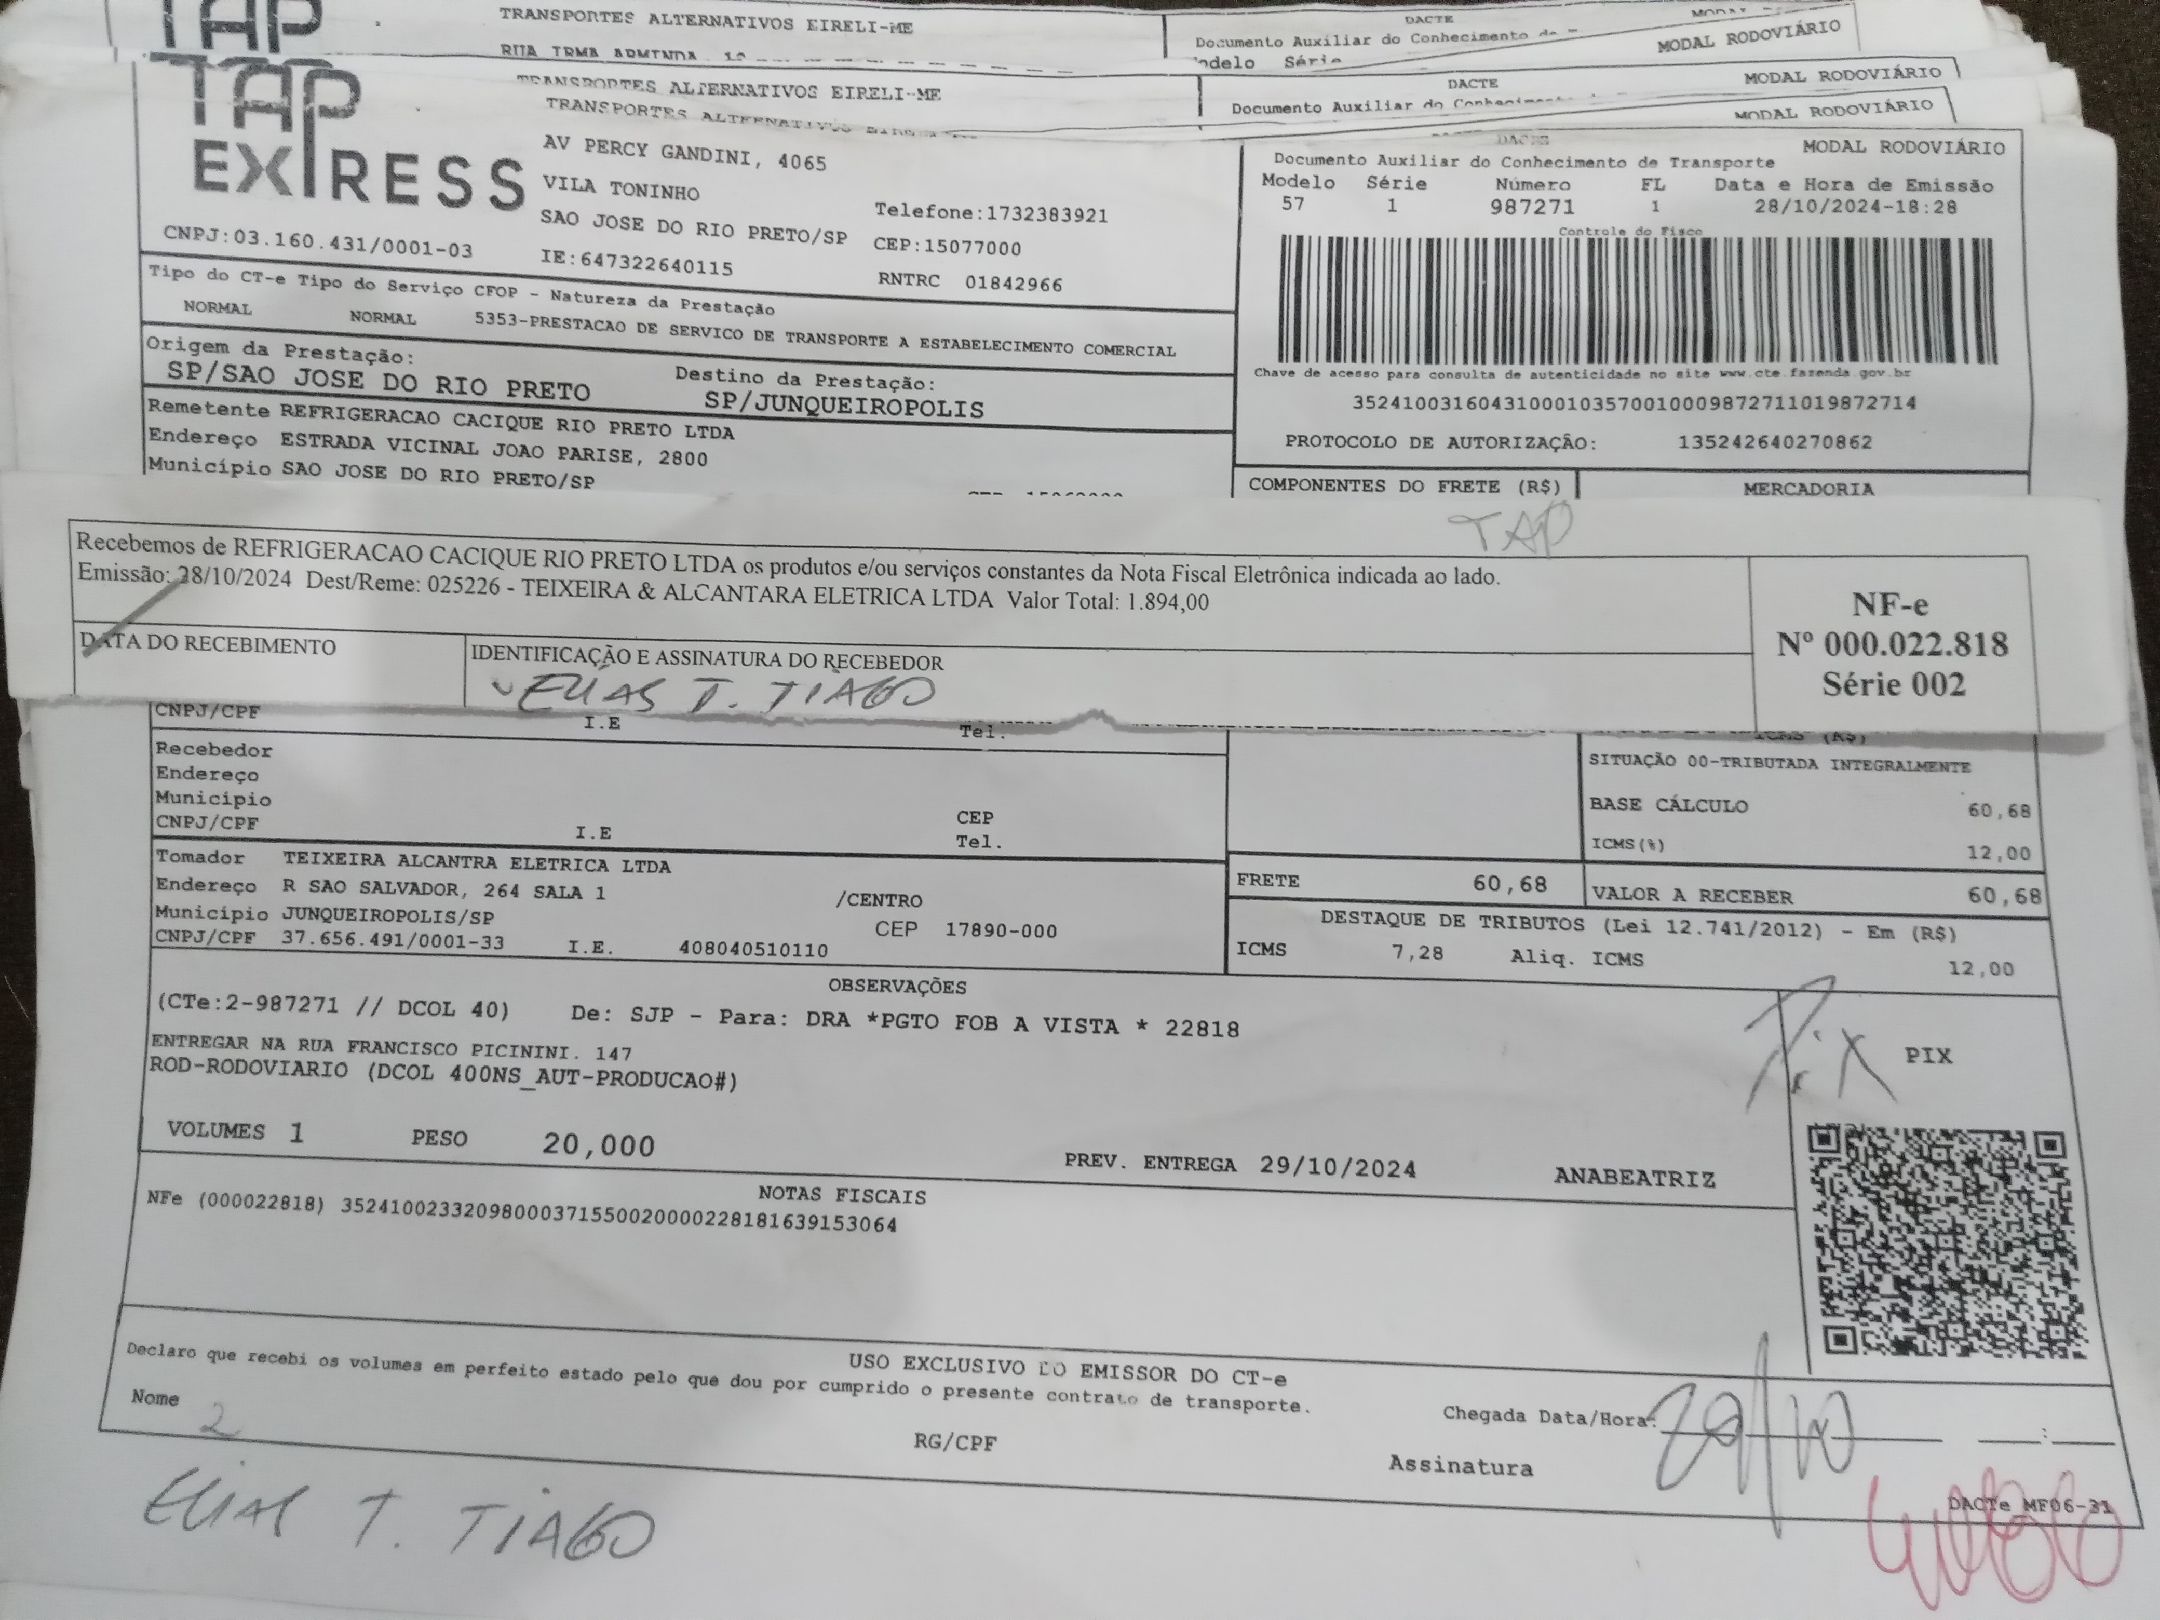 TAP
TRANSPORTES ALTERNATIVOS EIRELI-ME
RUA IRMA ARMINDA
DACTE
Documento Auxiliar do Conhecimento de
MODAL RODOVIÁRIO
Modelo Série
TRANSPORTES ALTERNATIVOS EIRELI-ME
DACTE
MODAL RODOVIÁRIO
Documento Auxiliar do Conhecimento
MODAL RODOVIÁRIO
TAP
EXPRESS
TRANSPORTES ALTERNATIVOS
AV PERCY GANDINI, 4065
VILA TONINHO
SAO JOSE DO RIO PRETO/SP
Telefone:1732383921
CEP:15077000
CNPJ:03.160.431/0001-03
IE:647322640115
RNTRC 01842966
DACTE
MODAL RODOVIÁRIO
Documento Auxiliar do Conhecimento de Transporte
Modelo Série Número FL Data e Hora de Emissão
57 1 987271 1 28/10/2024-18:28
Controle do Fisco
Chave de acesso para consulta de autenticidade no site www.cte.fazenda.gov.br
35241003160431000103570010009872711019872714
PROTOCOLO DE AUTORIZAÇÃO: 135242640270862
Tipo do CT-e Tipo do Serviço CFOP - Natureza da Prestação
NORMAL NORMAL 5353-PRESTACAO DE SERVICO DE TRANSPORTE A ESTABELECIMENTO COMERCIAL
Origem da Prestação: Destino da Prestação:
SP/SAO JOSE DO RIO PRETO SP/JUNQUEIROPOLIS
Remetente REFRIGERACAO CACIQUE RIO PRETO LTDA
Endereço ESTRADA VICINAL JOAO PARISE, 2800
Município SAO JOSE DO RIO PRETO/SP
COMPONENTES DO FRETE (R$) MERCADORIA
TAP
Recebemos de REFRIGERACAO CACIQUE RIO PRETO LTDA os produtos e/ou serviços constantes da Nota Fiscal Eletrônica indicada ao lado.
Emissão: 28/10/2024 Dest/Reme: 025226 - TEIXEIRA & ALCANTARA ELETRICA LTDA Valor Total: 1.894,00
NF-e
Nº 000.022.818
Série 002
DATA DO RECEBIMENTO
IDENTIFICAÇÃO E ASSINATURA DO RECEBEDOR
ELIAS T. TIAGO
CNPJ/CPF I.E Tel.
Recebedor
Endereço
Município CEP
CNPJ/CPF I.E Tel.
ICMS (R$)
SITUAÇÃO 00-TRIBUTADA INTEGRALMENTE
BASE CÁLCULO 60,68
ICMS(%) 12,00
Tomador TEIXEIRA ALCANTRA ELETRICA LTDA
Endereço R SAO SALVADOR, 264 SALA 1 /CENTRO
Município JUNQUEIROPOLIS/SP CEP 17890-000
CNPJ/CPF 37.656.491/0001-33 I.E. 408040510110
FRETE 60,68 VALOR A RECEBER 60,68
DESTAQUE DE TRIBUTOS (Lei 12.741/2012) - Em (R$)
ICMS 7,28 Aliq. ICMS 12,00
OBSERVAÇÕES
(CTe:2-987271 // DCOL 40) De: SJP - Para: DRA *PGTO FOB A VISTA * 22818
ENTREGAR NA RUA FRANCISCO PICININI. 147
ROD-RODOVIARIO (DCOL 400NS_AUT-PRODUCAO#)
Pix
PIX
VOLUMES 1 PESO 20,000 PREV. ENTREGA 29/10/2024 ANABEATRIZ
NOTAS FISCAIS
NFe (000022818) 35241002332098000371550020000228181639153064
USO EXCLUSIVO DO EMISSOR DO CT-e
Declaro que recebi os volumes em perfeito estado pelo que dou por cumprido o presente contrato de transporte.
Nome 2 RG/CPF
Chegada Data/Hora: 29/10 :
Assinatura
DACTe MF06-31
ELIAS T. TIAGO